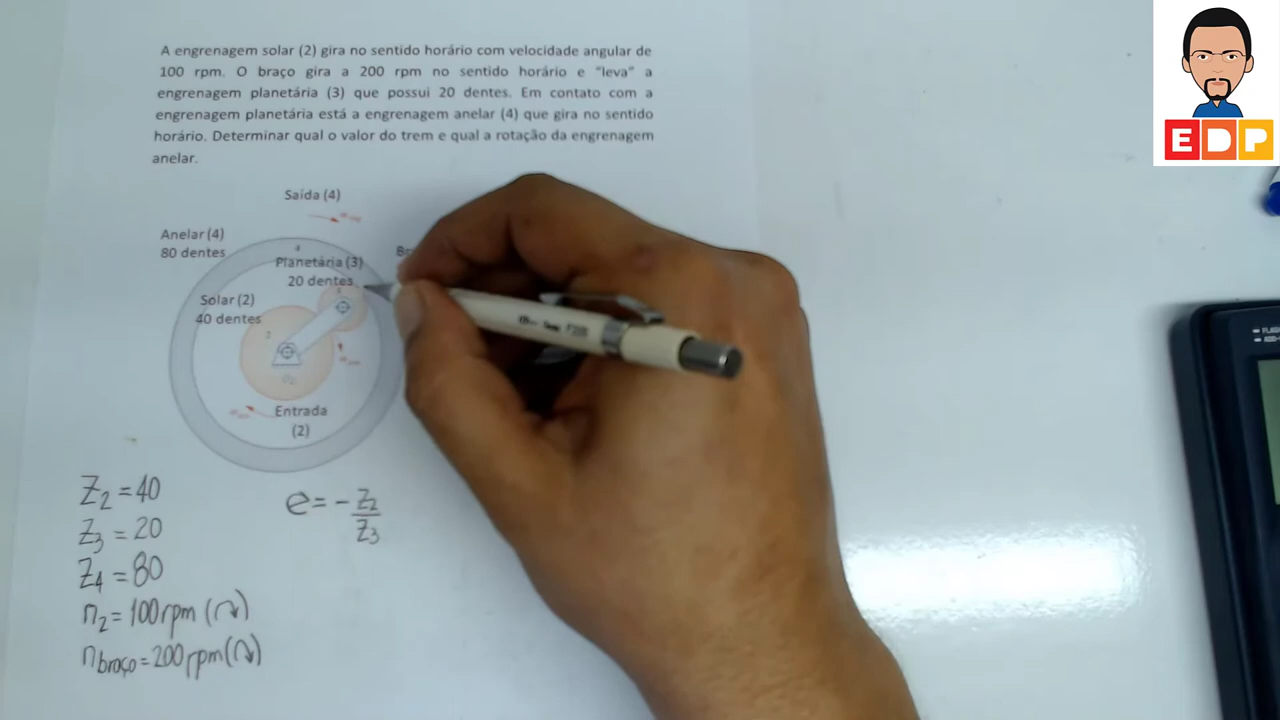 A engrenagem solar (2) gira no sentido horário com velocidade angular de
100 rpm. O braço gira a 200 rpm no sentido horário e "leva" a
engrenagem planetária (3) que possui 20 dentes. Em contato com a
engrenagem planetária está a engrenagem anelar (4) que gira no sentido
horário. Determinar qual o valor do trem e qual a rotação da engrenagem
anelar.
EDP
Saída (4)
Anelar (4)
80 dentes
Planetária (3)
20 dentes
Solar (2)
40 dentes
2
Entrada
(2)
Z2 = 40
Z3 = 20
Z4 = 80
n2 = 100 rpm (↷)
nbraço = 200 rpm (↷)
e = - Z2
Z3